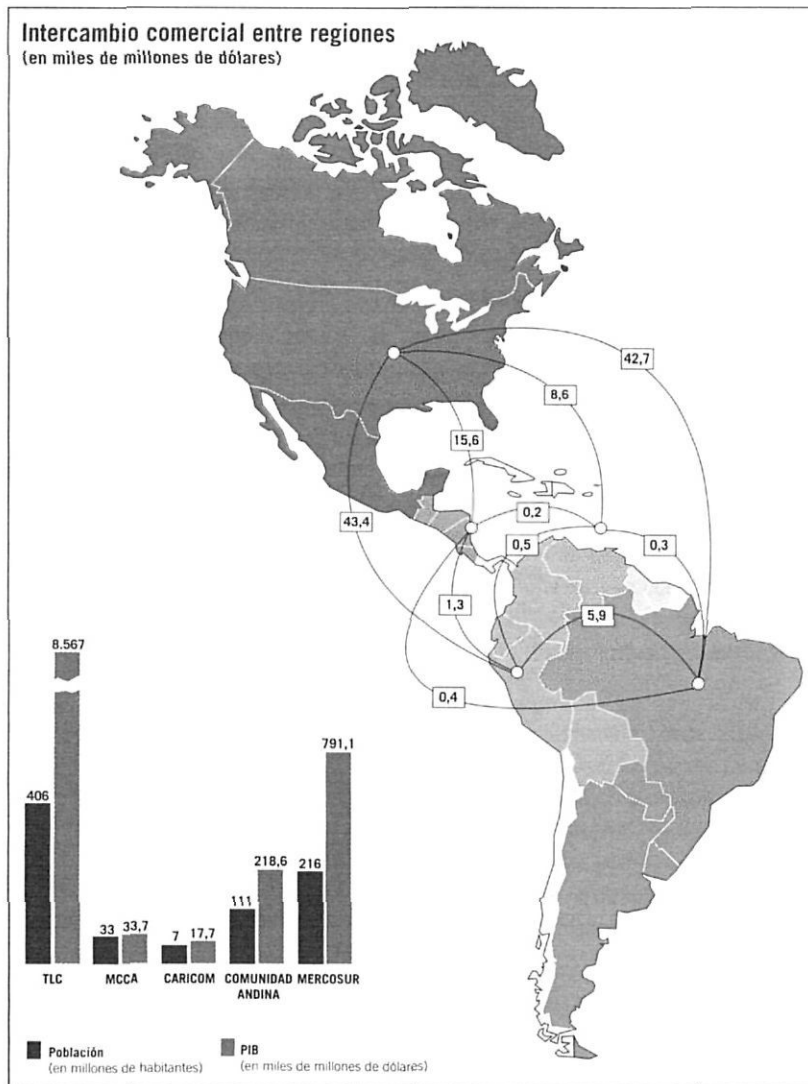 Intercambio comercial entre regiones
(en miles de millones de dólares)
42,7
8,6
15,6
0,2
43,4
0,5
0,3
1,3
5,9
0,4
8.567
791,1
406
218,6
216
111
33
33,7
7
17,7
TLC
MCCA
CARICOM
COMUNIDAD
ANDINA
MERCOSUR
Población
(en millones de habitantes)
PIB
(en miles de millones de dólares)